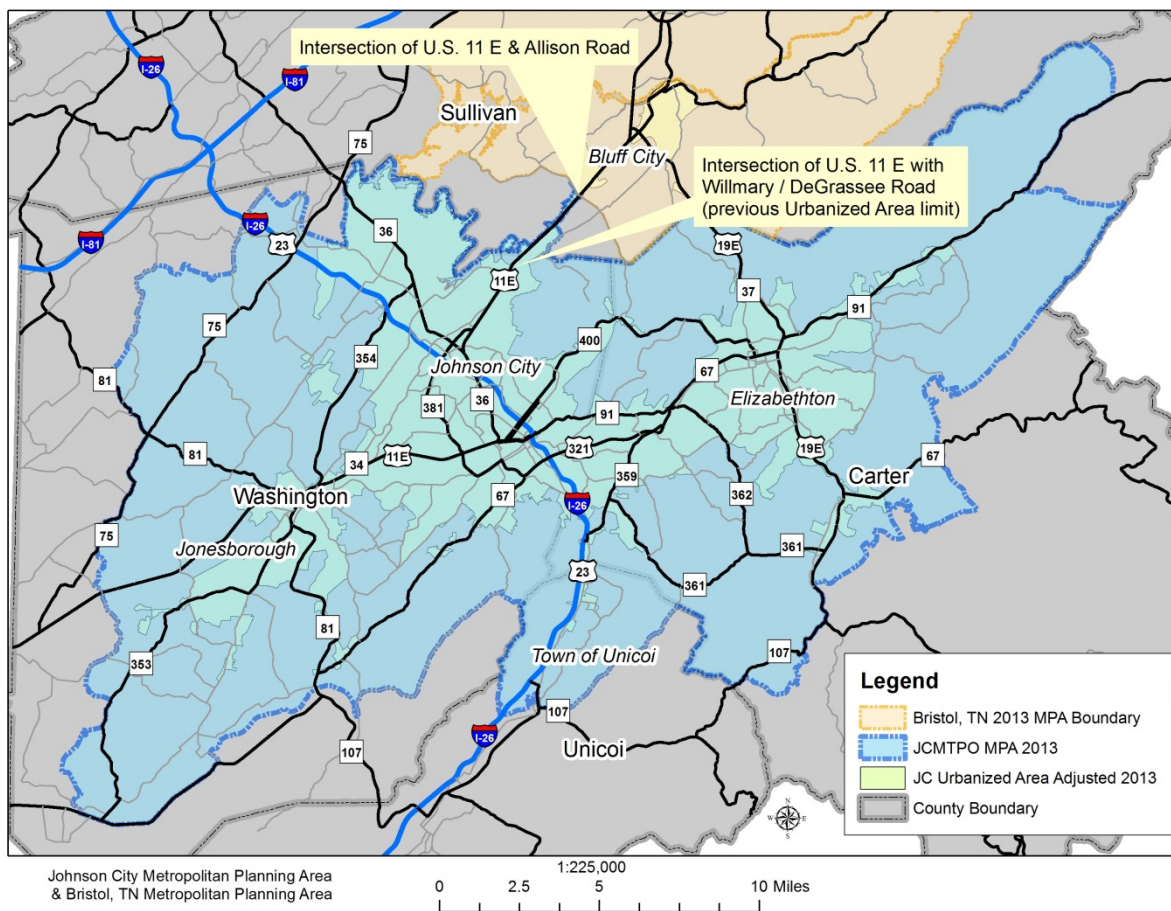 Intersection of U.S. 11 E & Allison Road
I-26
I-81
Sullivan
75
Bluff City
Intersection of U.S. 11 E with
Willmary / DeGrassee Road
(previous Urbanized Area limit)
I-26
36
I-81
23
19E
11E
37
91
75
400
354
Johnson City
67
81
36
381
Elizabethton
91
321
19E
81
34
11E
359
Carter
67
67
362
Washington
I-26
75
Jonesborough
361
23
361
81
353
Town of Unicoi
107
107
I-26
107
Unicoi
Legend
Bristol, TN 2013 MPA Boundary
JCMTPO MPA 2013
JC Urbanized Area Adjusted 2013
County Boundary
N
W E
S
Johnson City Metropolitan Planning Area
& Bristol, TN Metropolitan Planning Area
1:225,000
0 2.5 5 10 Miles